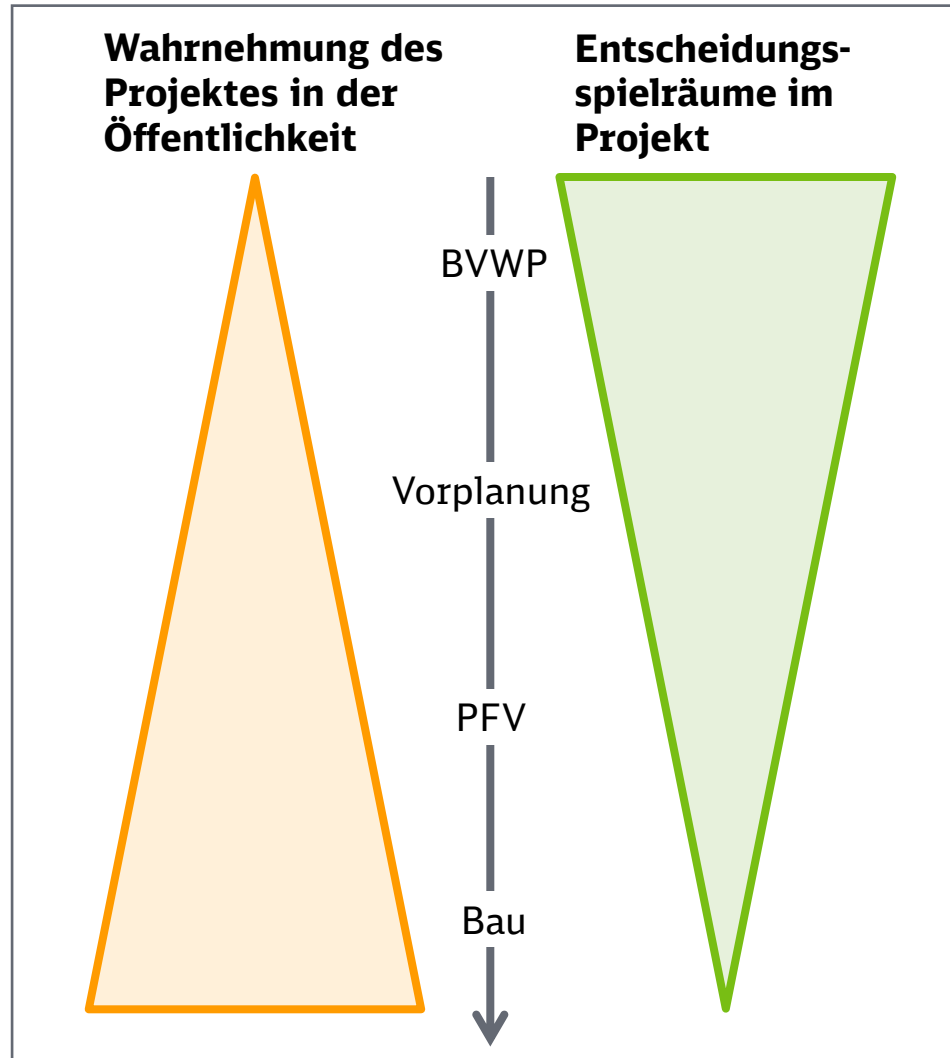 Wahrnehmung des
Projektes in der
Öffentlichkeit
Entscheidungs-
spielräume im
Projekt
BVWP
Vorplanung
PFV
Bau